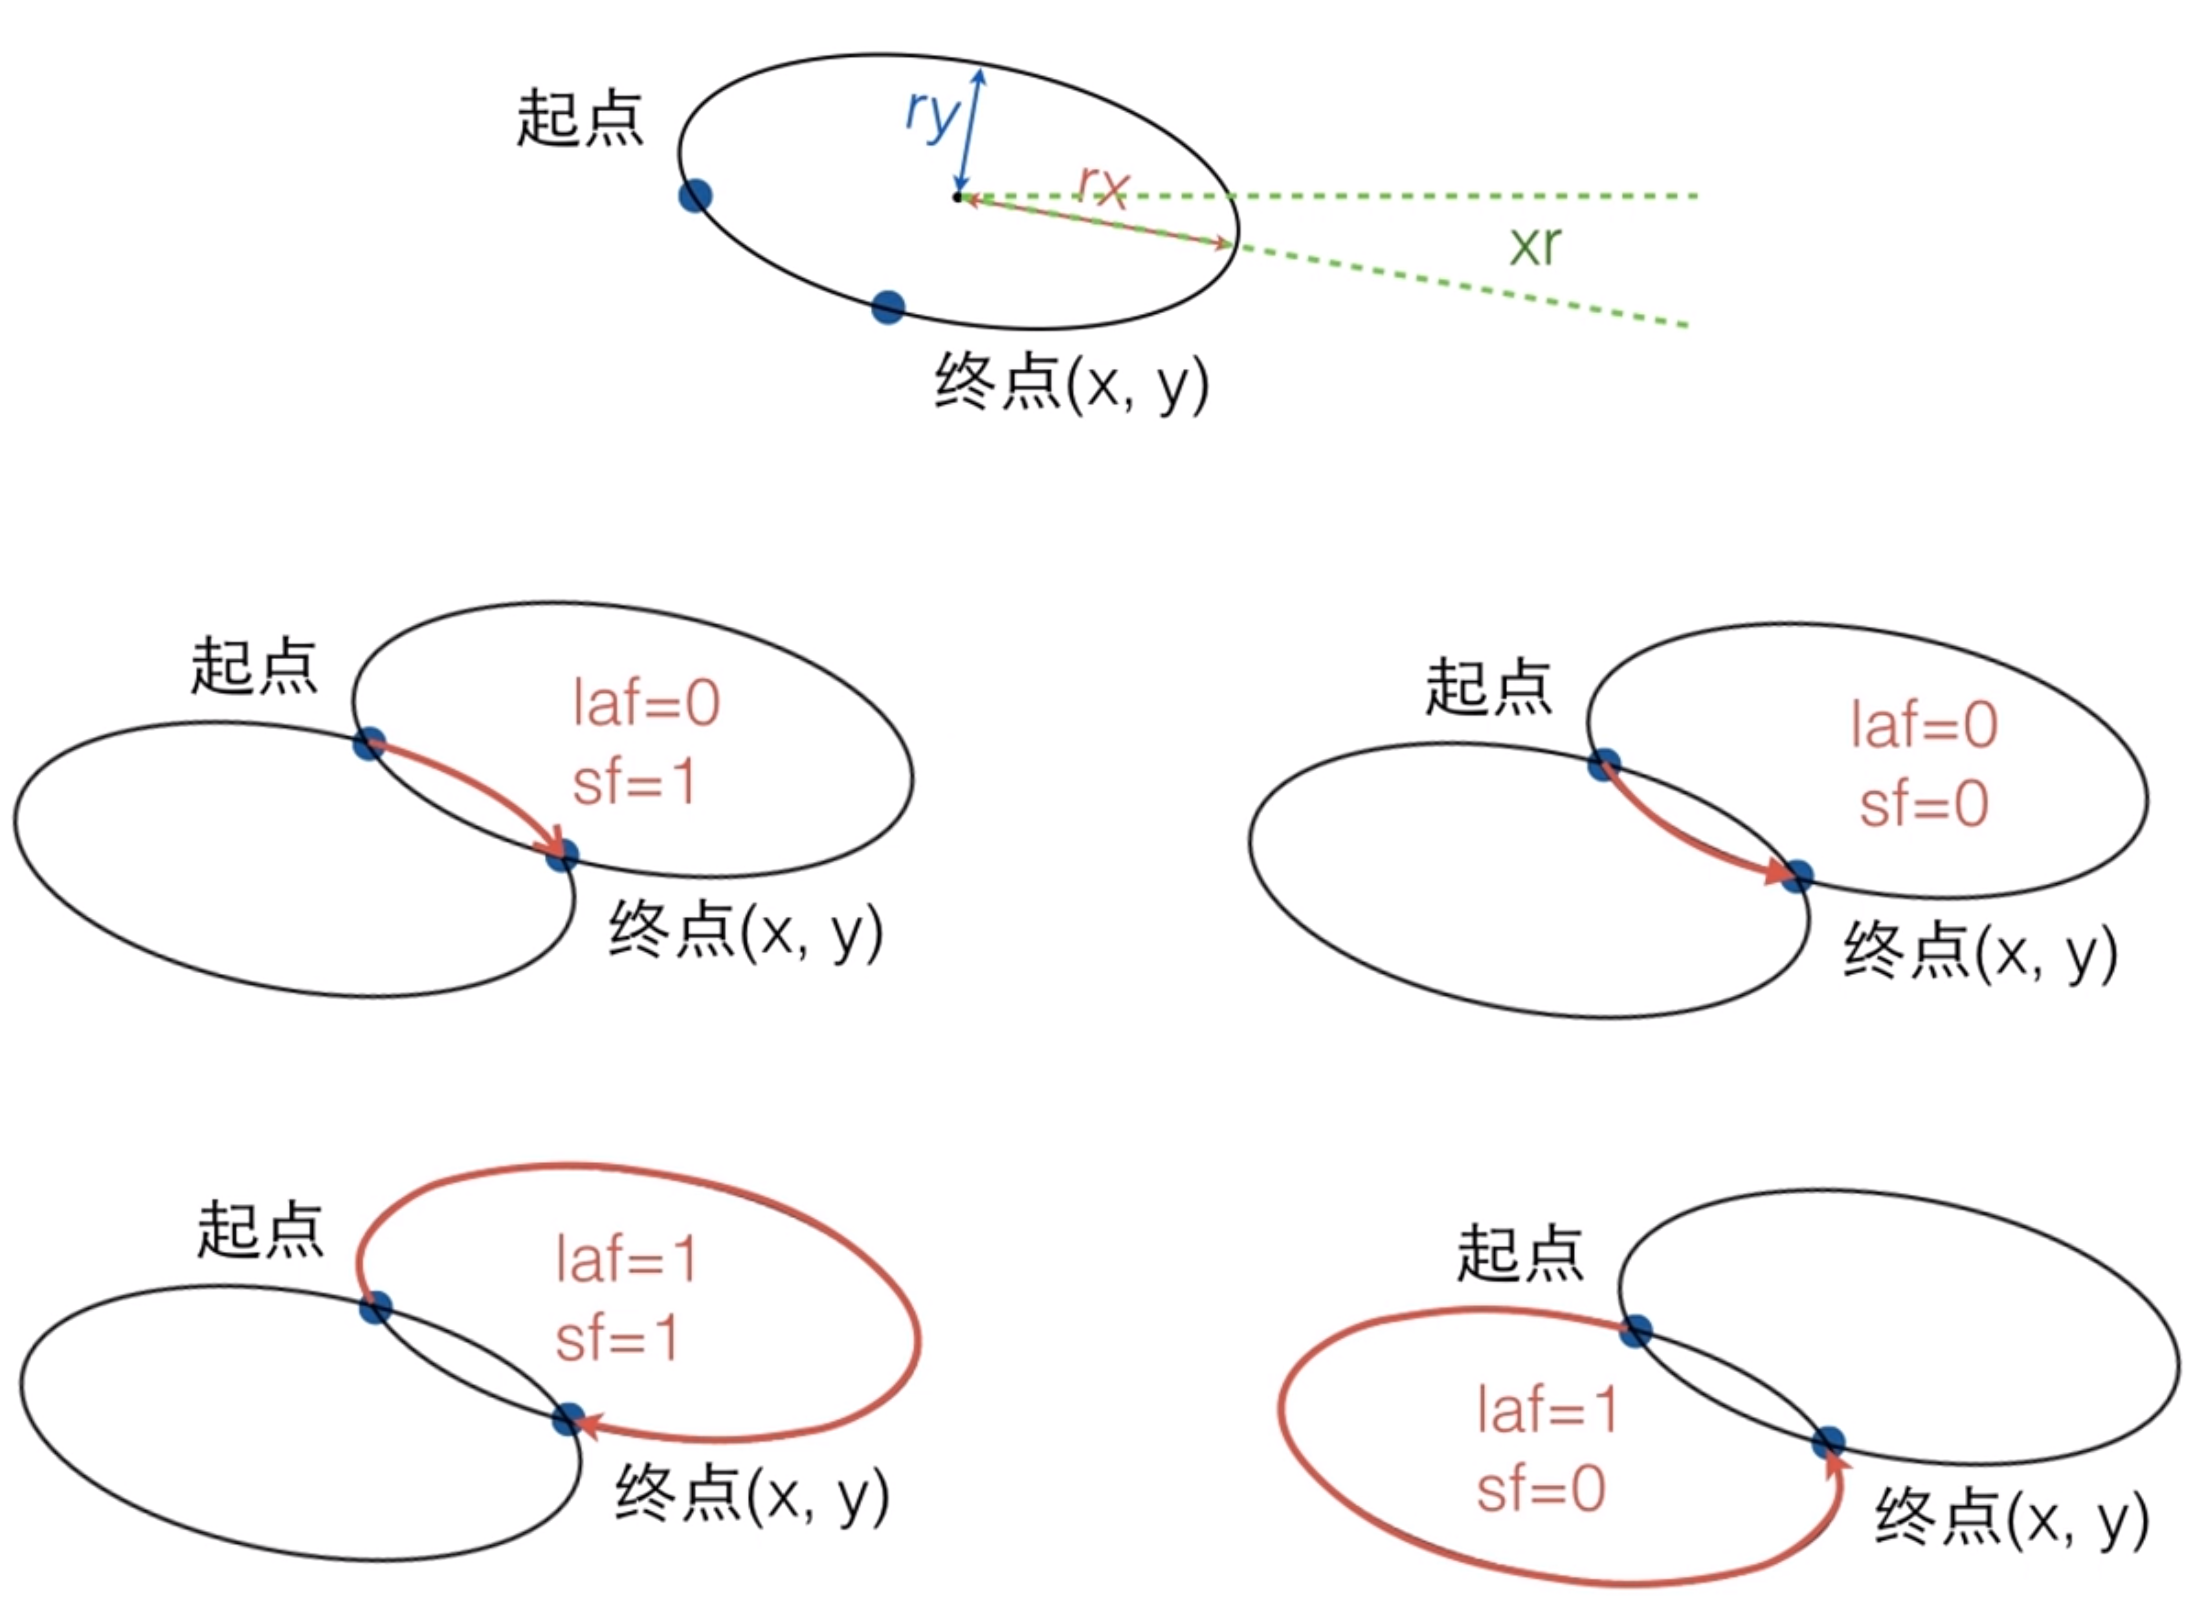 起点
ry
rx
xr
终点(x, y)
起点
laf=0
sf=1
终点(x, y)
起点
laf=0
sf=0
终点(x, y)
起点
laf=1
sf=1
终点(x, y)
起点
laf=1
sf=0
终点(x, y)